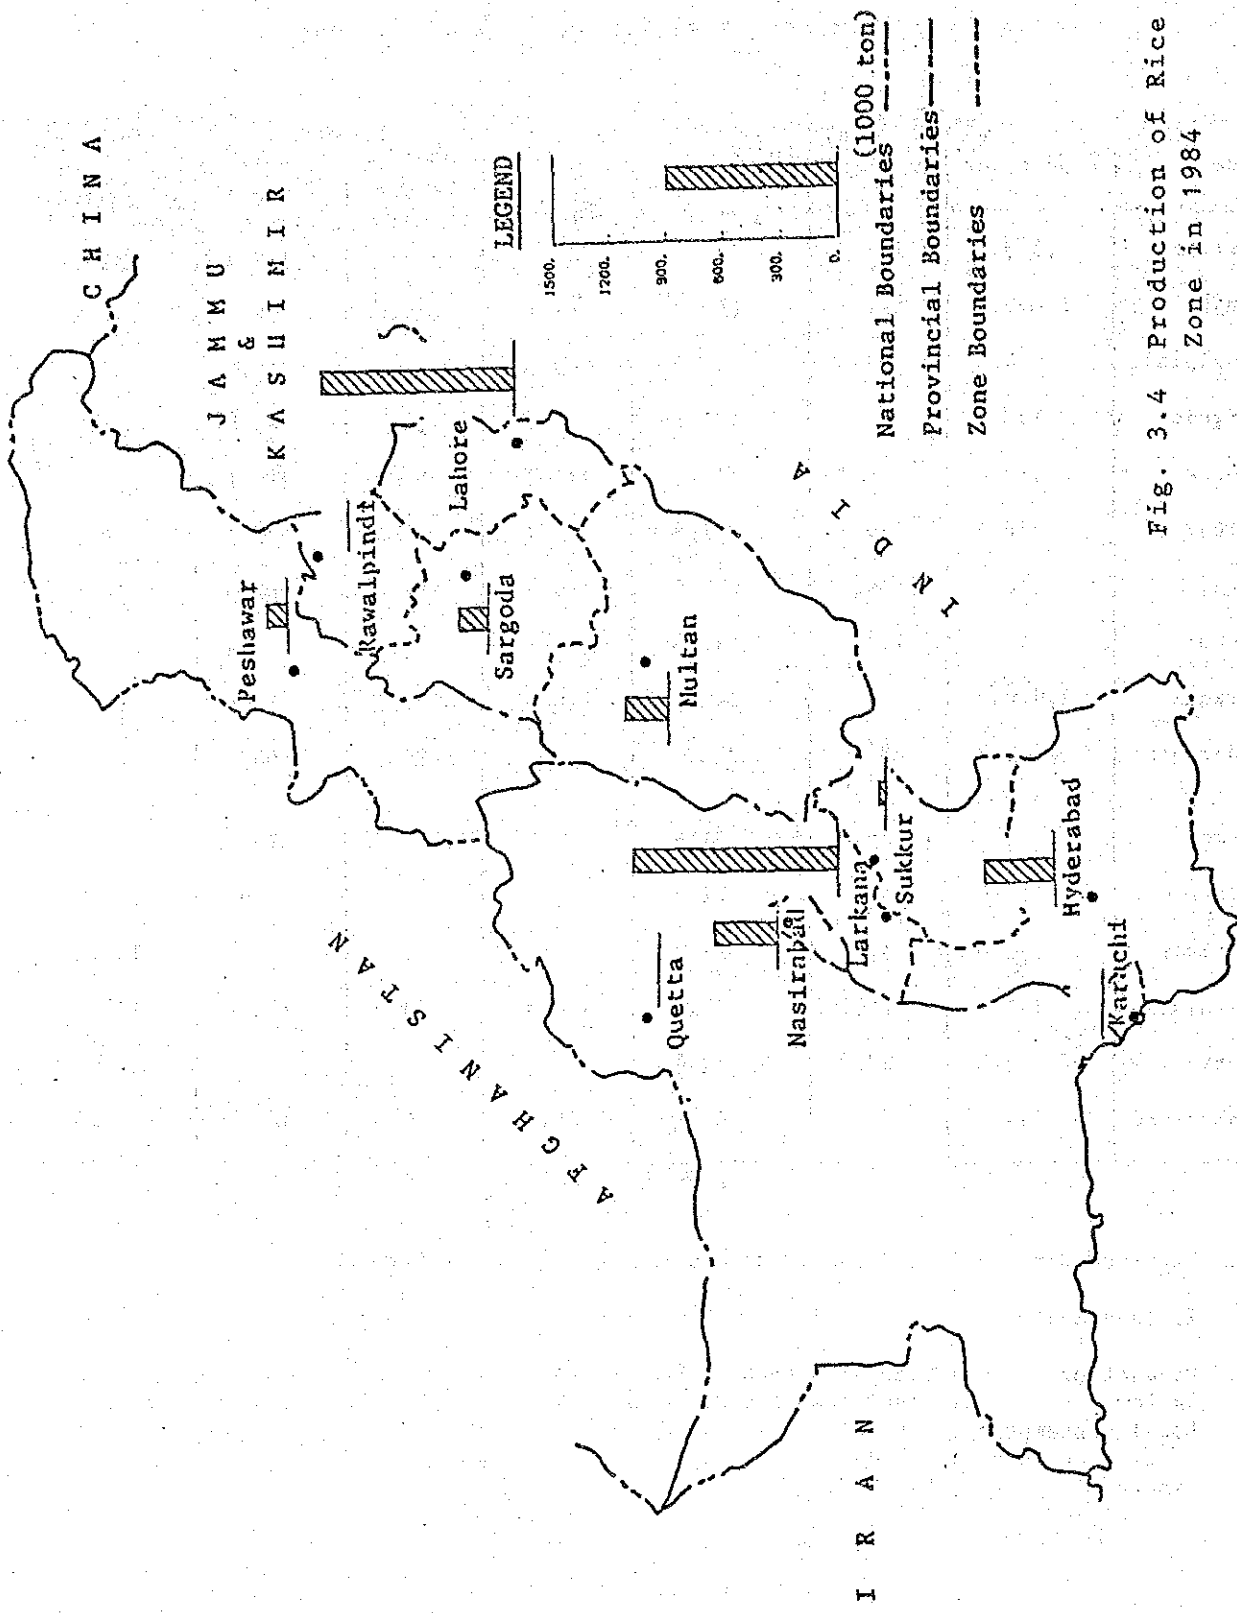 C H I N A
J A M M U
&
K A S H I M I R
Peshawar
Rawalpindi
Lahore
Sargoda
Multan
Quetta
Nasirabad
Larkana
Sukkur
Hyderabad
Karachi
A F G H A N I S T A N
I R A N
I N D I A
LEGEND
1500.
1200.
900.
600.
300.
0.
(1000 ton)
National Boundaries
Provincial Boundaries
Zone Boundaries
Fig. 3.4 Production of Rice
Zone in 1984